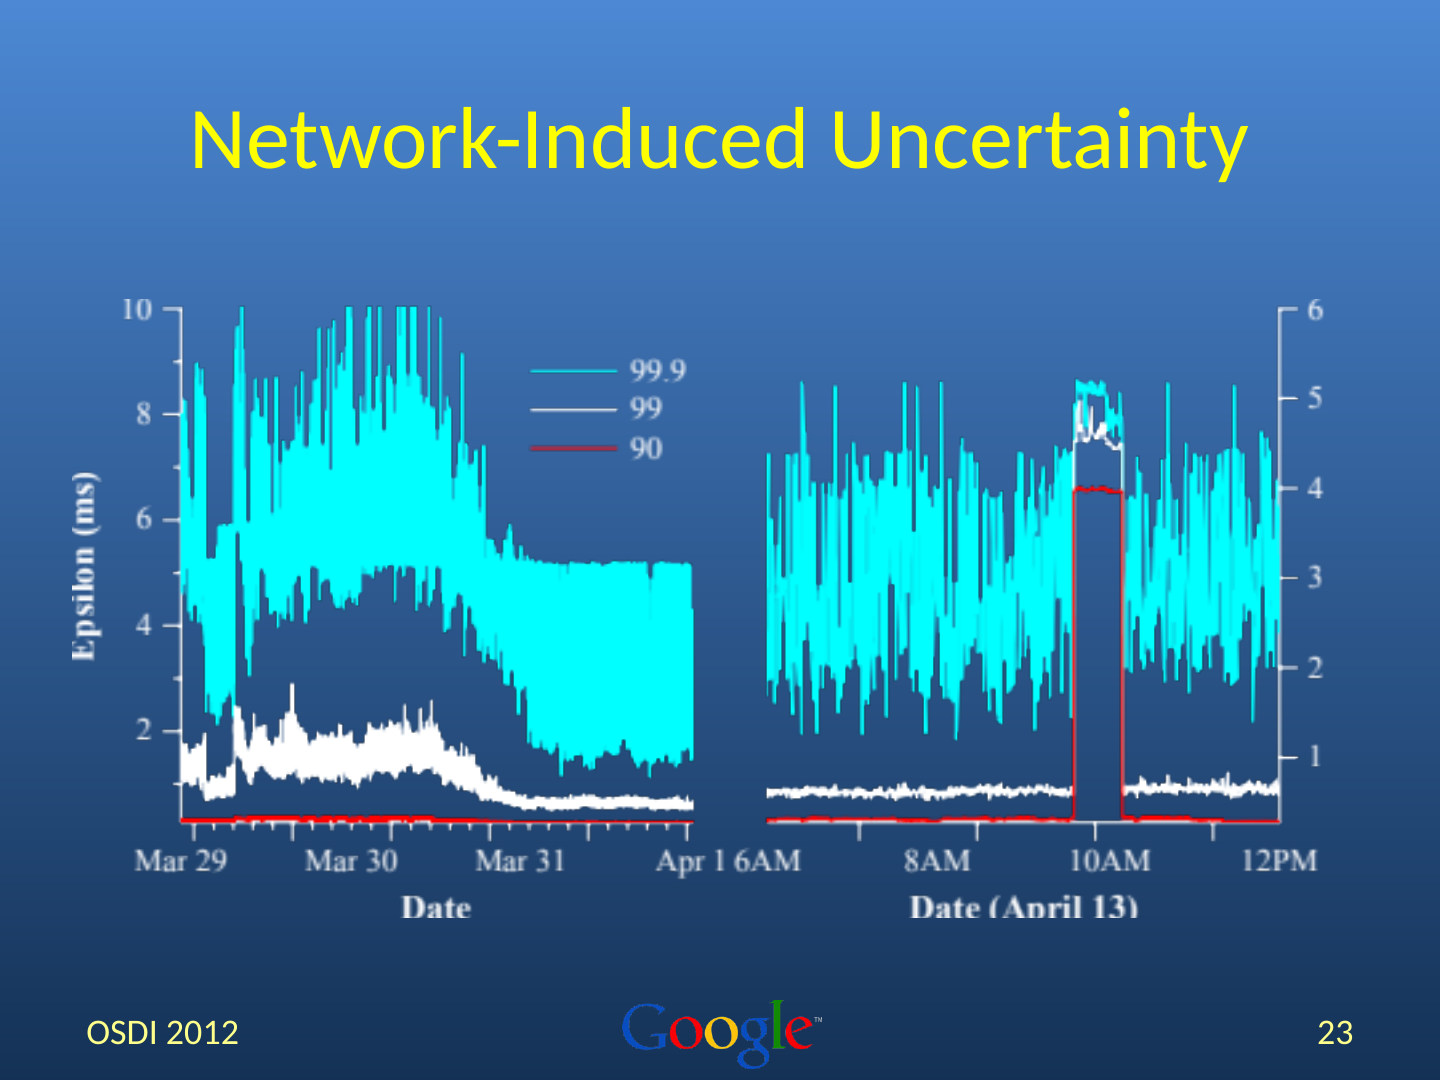 Network-Induced Uncertainty
10
8
6
4
2
Epsilon (ms)
99.9
99
90
Mar 29 Mar 30 Mar 31 Apr 1
Date
6
5
4
3
2
1
6AM 8AM 10AM 12PM
Date (April 13)
OSDI 2012
Google™
23